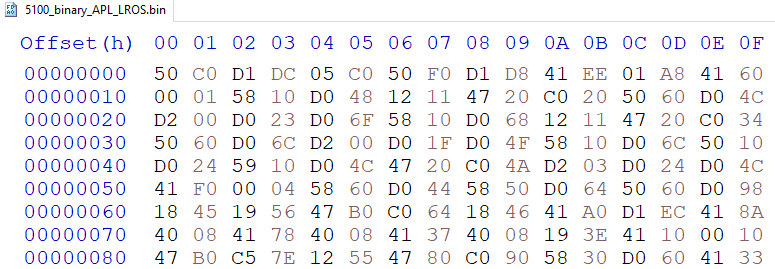 5100_binary_APL_LROS.bin
Offset(h) 00 01 02 03 04 05 06 07 08 09 0A 0B 0C 0D 0E 0F
00000000 50 C0 D1 DC 05 C0 50 F0 D1 D8 41 EE 01 A8 41 60
00000010 00 01 58 10 D0 48 12 11 47 20 C0 20 50 60 D0 4C
00000020 D2 00 D0 23 D0 6F 58 10 D0 68 12 11 47 20 C0 34
00000030 50 60 D0 6C D2 00 D0 1F D0 4F 58 10 D0 6C 50 10
00000040 D0 24 59 10 D0 4C 47 20 C0 4A D2 03 D0 24 D0 4C
00000050 41 F0 00 04 58 60 D0 44 58 50 D0 64 50 60 D0 98
00000060 18 45 19 56 47 B0 C0 64 18 46 41 A0 D1 EC 41 8A
00000070 40 08 41 78 40 08 41 37 40 08 19 3E 41 10 00 10
00000080 47 B0 C5 7E 12 55 47 80 C0 90 58 30 D0 60 41 33